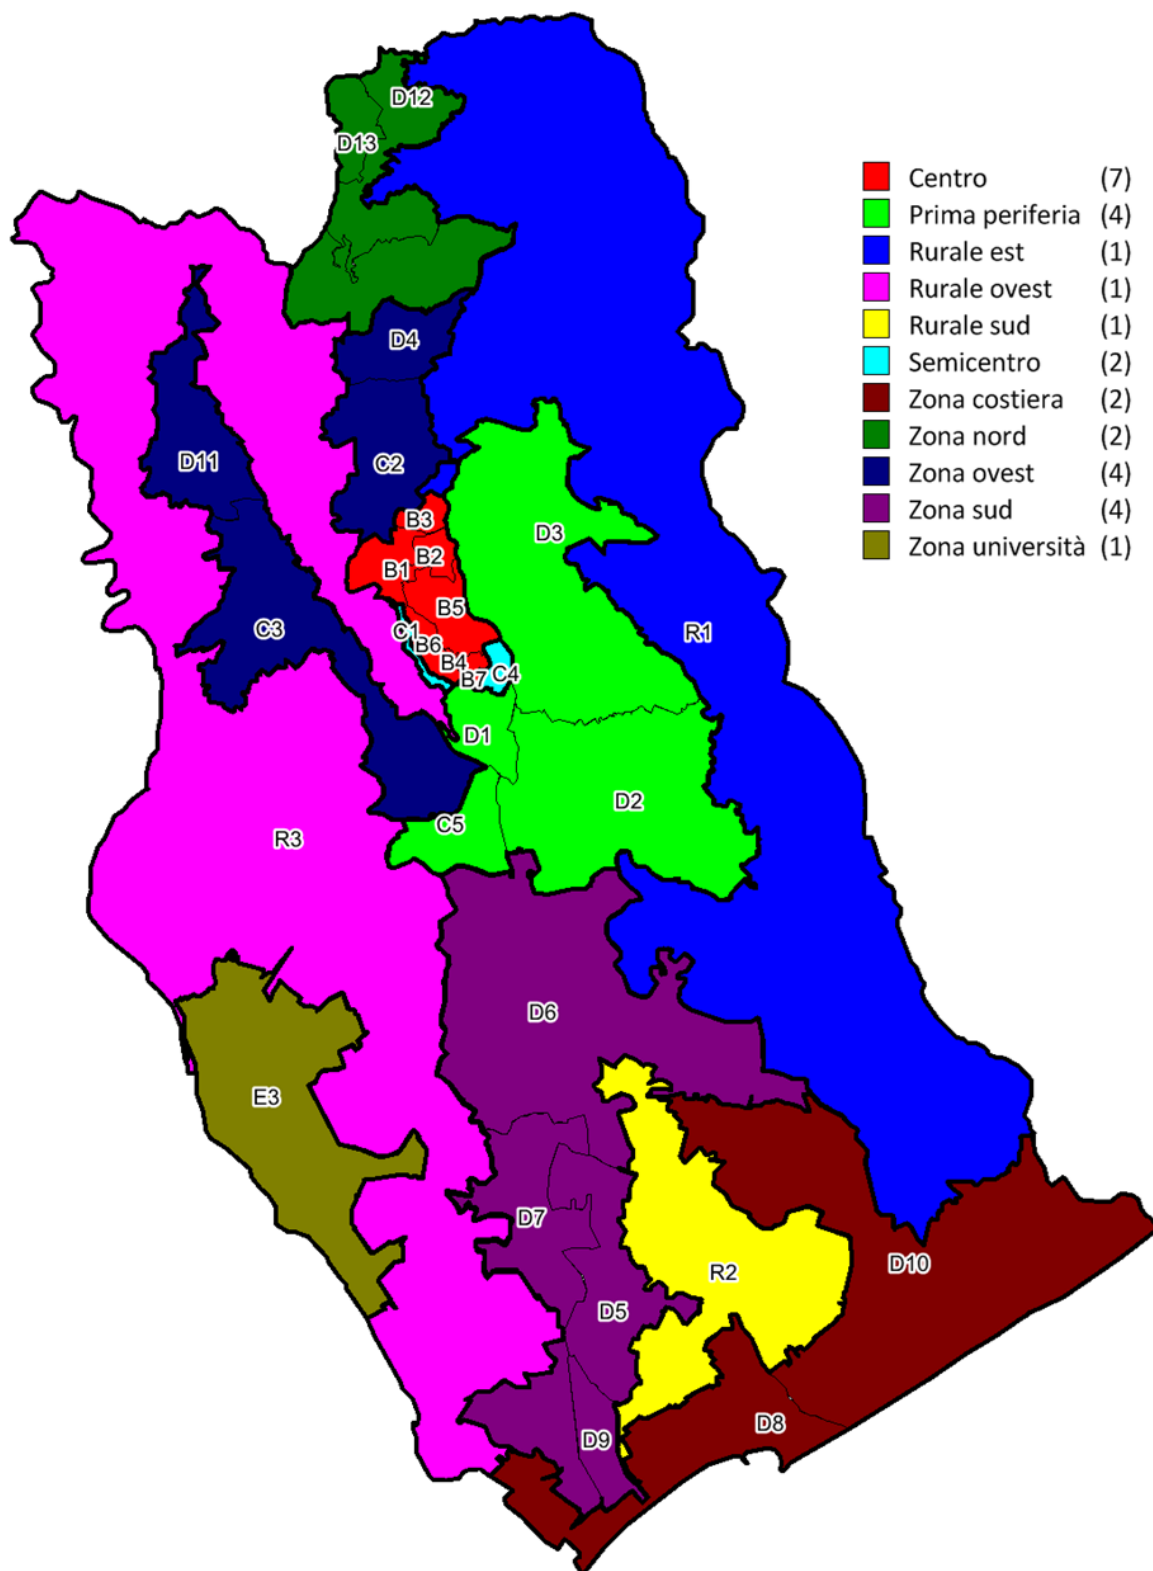 D12
D13
Centro (7)
Prima periferia (4)
Rurale est (1)
Rurale ovest (1)
Rurale sud (1)
Semicentro (2)
Zona costiera (2)
Zona nord (2)
Zona ovest (4)
Zona sud (4)
Zona università (1)
D4
D11
C2
B3
D3
B2
B1
B5
C1
C3
R1
B6
B4
C4
B7
D1
D2
C5
R3
D6
E3
D7
D10
R2
D5
D8
D9